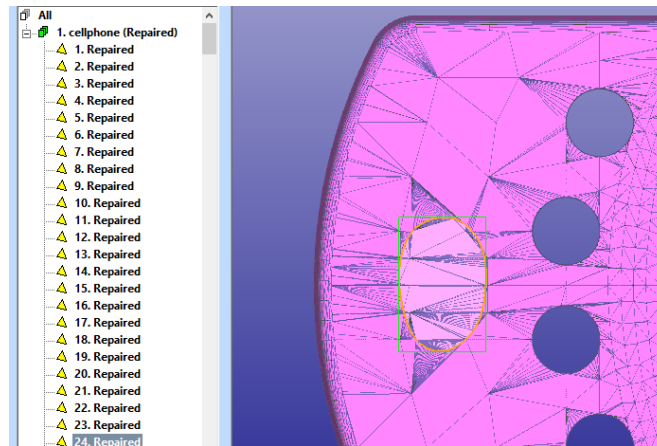 All
1. cellphone (Repaired)
1. Repaired
2. Repaired
3. Repaired
4. Repaired
5. Repaired
6. Repaired
7. Repaired
8. Repaired
9. Repaired
10. Repaired
11. Repaired
12. Repaired
13. Repaired
14. Repaired
15. Repaired
16. Repaired
17. Repaired
18. Repaired
19. Repaired
20. Repaired
21. Repaired
22. Repaired
23. Repaired
24. Repaired